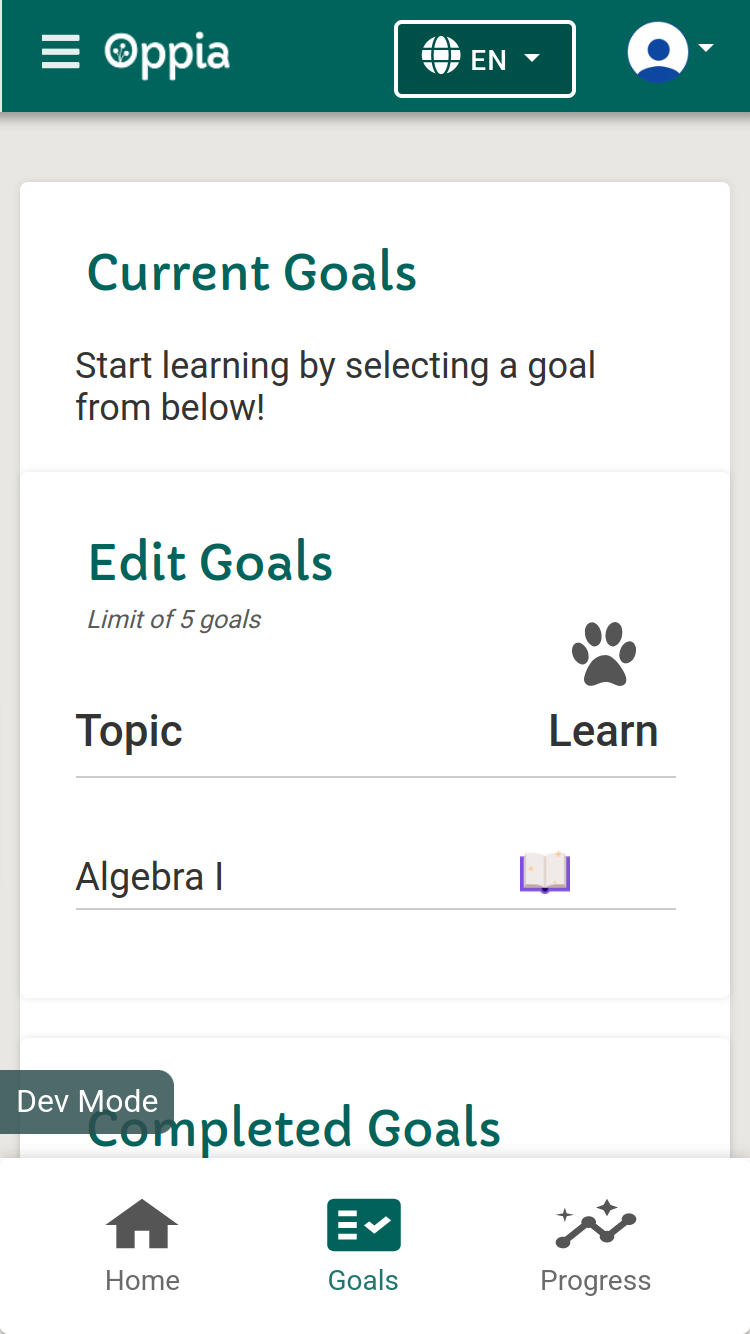 Oppia
EN
Current Goals
Start learning by selecting a goal
from below!
Edit Goals
Limit of 5 goals
Topic
Learn
Algebra I
Dev Mode
Completed Goals
Home
Goals
Progress